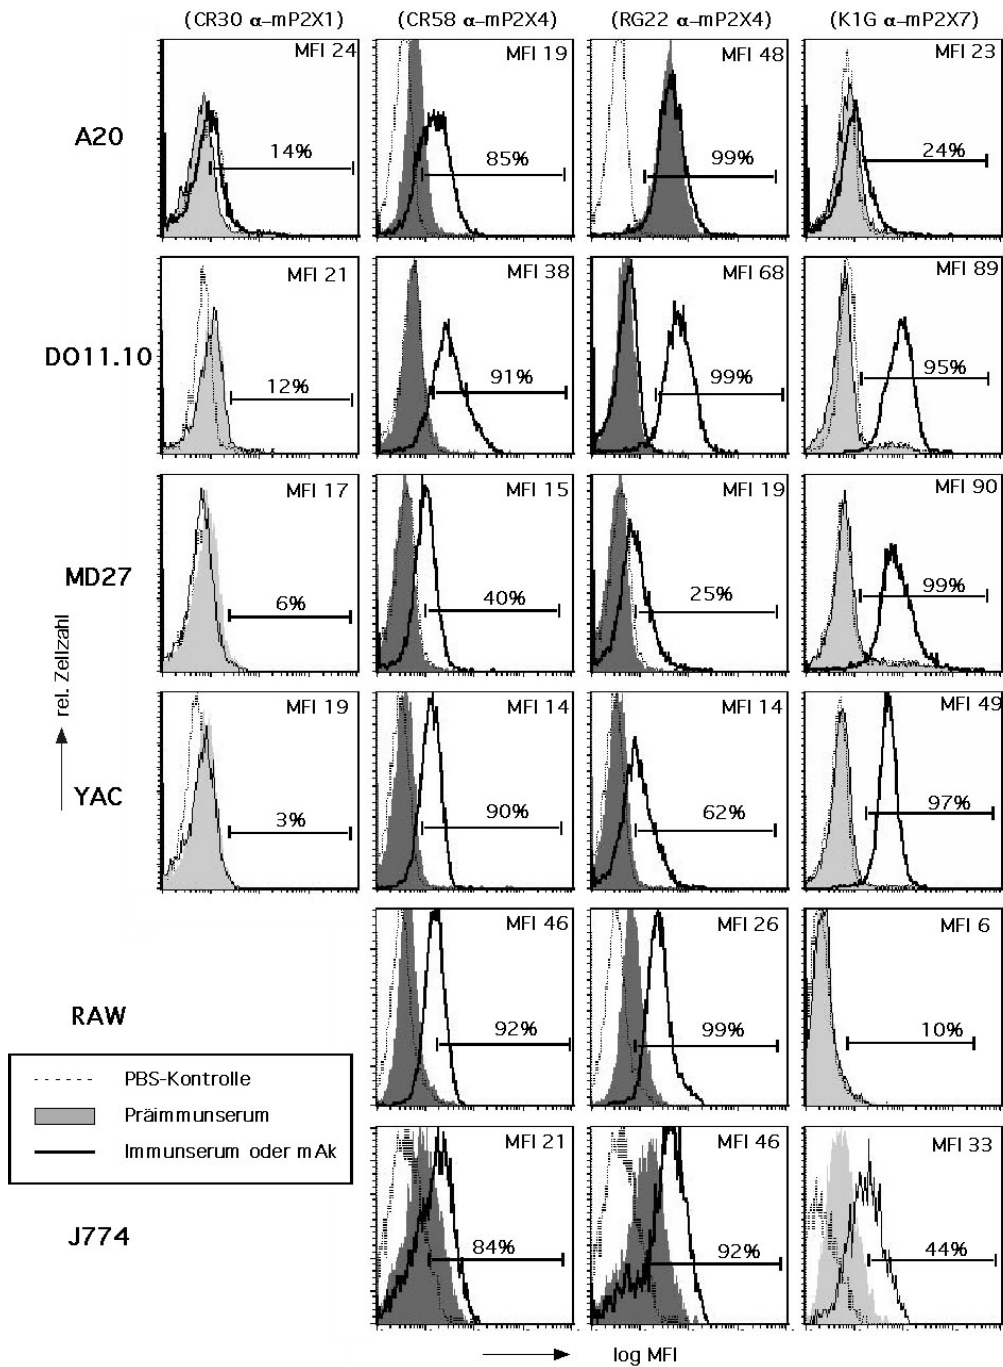 (CR30 α-mP2X1) (CR58 α-mP2X4) (RG22 α-mP2X4) (K1G α-mP2X7)
A20
MFI 24
14%
MFI 19
85%
MFI 48
99%
MFI 23
24%
DO11.10
MFI 21
12%
MFI 38
91%
MFI 68
99%
MFI 89
95%
MD27
MFI 17
6%
MFI 15
40%
MFI 19
25%
MFI 90
99%
rel. Zellzahl
YAC
MFI 19
3%
MFI 14
90%
MFI 14
62%
MFI 49
97%
RAW
MFI 46
92%
MFI 26
99%
MFI 6
10%
PBS-Kontrolle
Präimmunserum
Immunserum oder mAk
J774
MFI 21
84%
MFI 46
92%
MFI 33
44%
log MFI